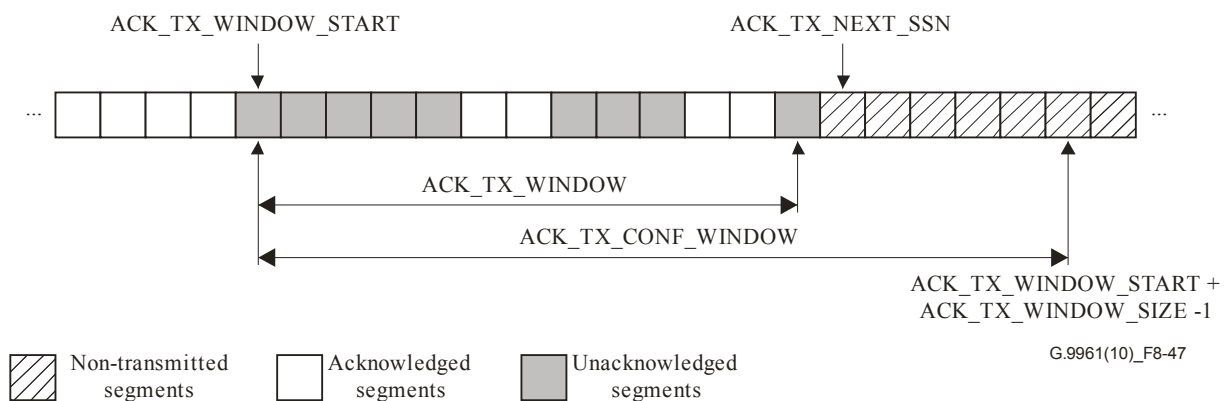 ACK_TX_WINDOW_START
ACK_TX_NEXT_SSN
...
...
ACK_TX_WINDOW
ACK_TX_CONF_WINDOW
ACK_TX_WINDOW_START +
ACK_TX_WINDOW_SIZE -1
G.9961(10)_F8-47
Non-transmitted
segments
Acknowledged
segments
Unacknowledged
segments